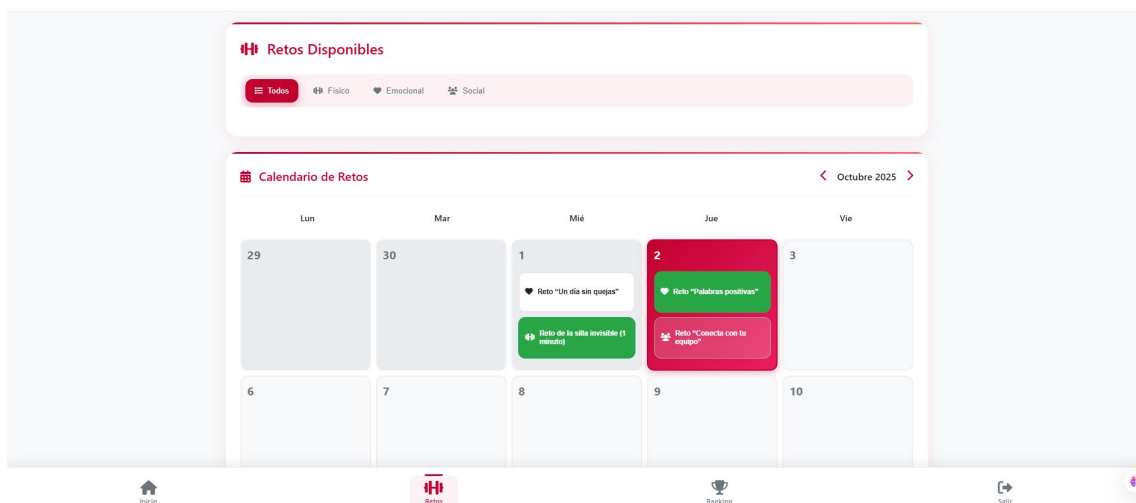 Retos Disponibles
Todos Físico Emocional Social
Calendario de Retos
Octubre 2025
Lun Mar Mié Jue Vie
29 30 1 2 3
Reto “Un día sin quejas”
Reto de la silla invisible (1
minuto)
Reto “Palabras positivas”
Reto “Conecta con tu
equipo”
6 7 8 9 10
Inicio Retos Ranking Salir